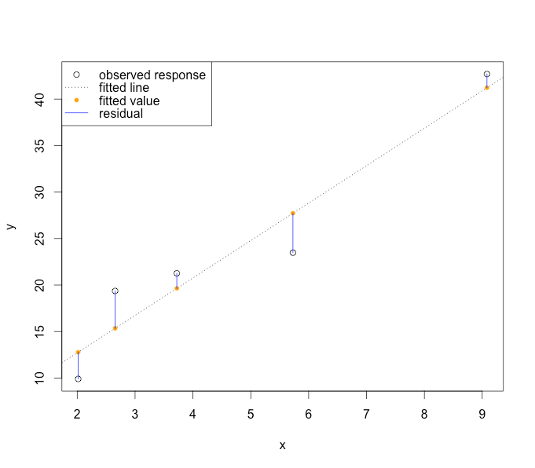 observed response
fitted line
fitted value
residual
40
35
30
25
20
15
10
y
2 3 4 5 6 7 8 9
x